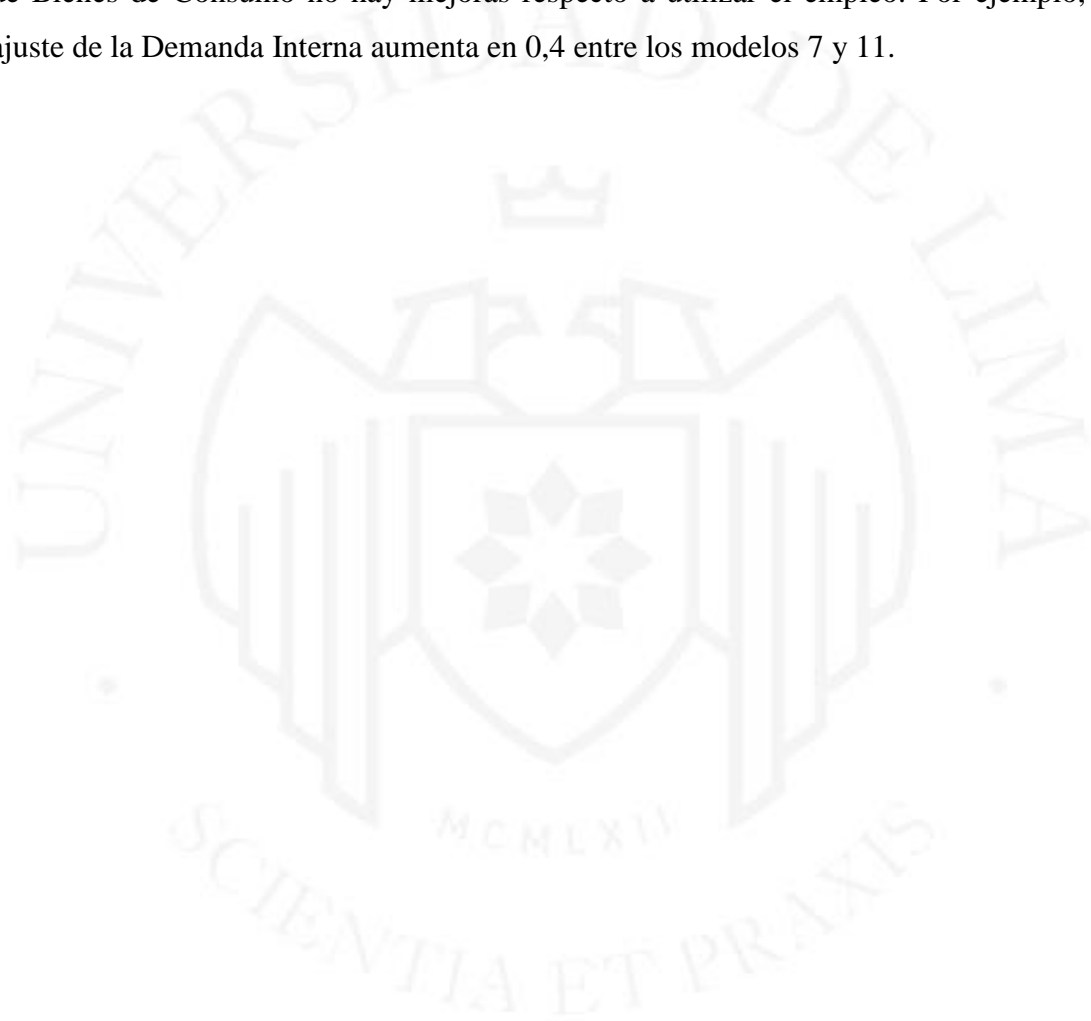 de Bienes de Consumo no hay mejoras respecto a utilizar el empleo. Por ejemplo,
ajuste de la Demanda Interna aumenta en 0,4 entre los modelos 7 y 11.
UNIVERSIDAD DE LIMA
MCMLXII
SCIENTIA ET PRAXIS